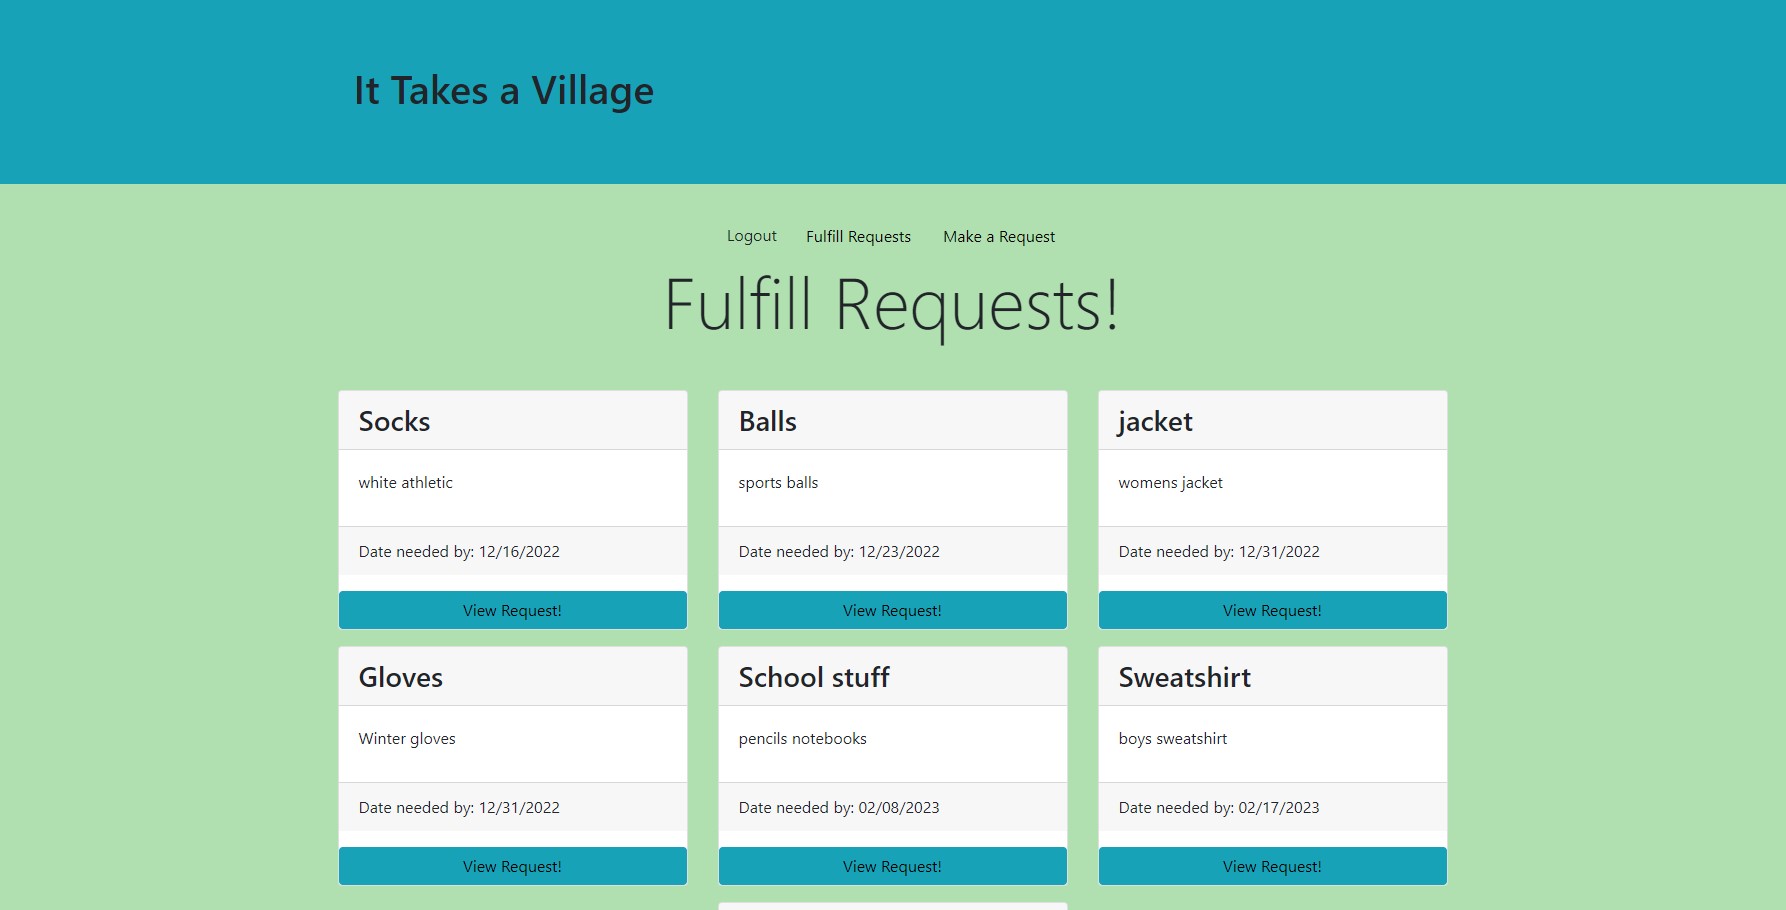 It Takes a Village
Logout Fulfill Requests Make a Request
Fulfill Requests!
Socks
white athletic
Date needed by: 12/16/2022
View Request!
Balls
sports balls
Date needed by: 12/23/2022
View Request!
jacket
womens jacket
Date needed by: 12/31/2022
View Request!
Gloves
Winter gloves
Date needed by: 12/31/2022
View Request!
School stuff
pencils notebooks
Date needed by: 02/08/2023
View Request!
Sweatshirt
boys sweatshirt
Date needed by: 02/17/2023
View Request!